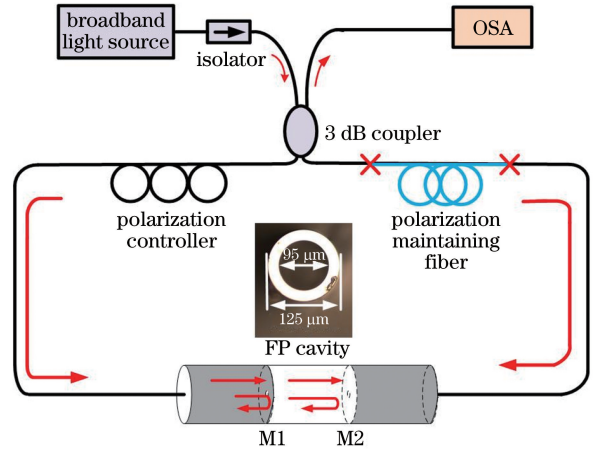 broadband
light source
isolator
OSA
3 dB coupler
polarization
controller
polarization
maintaining
fiber
95 μm
125 μm
FP cavity
M1
M2